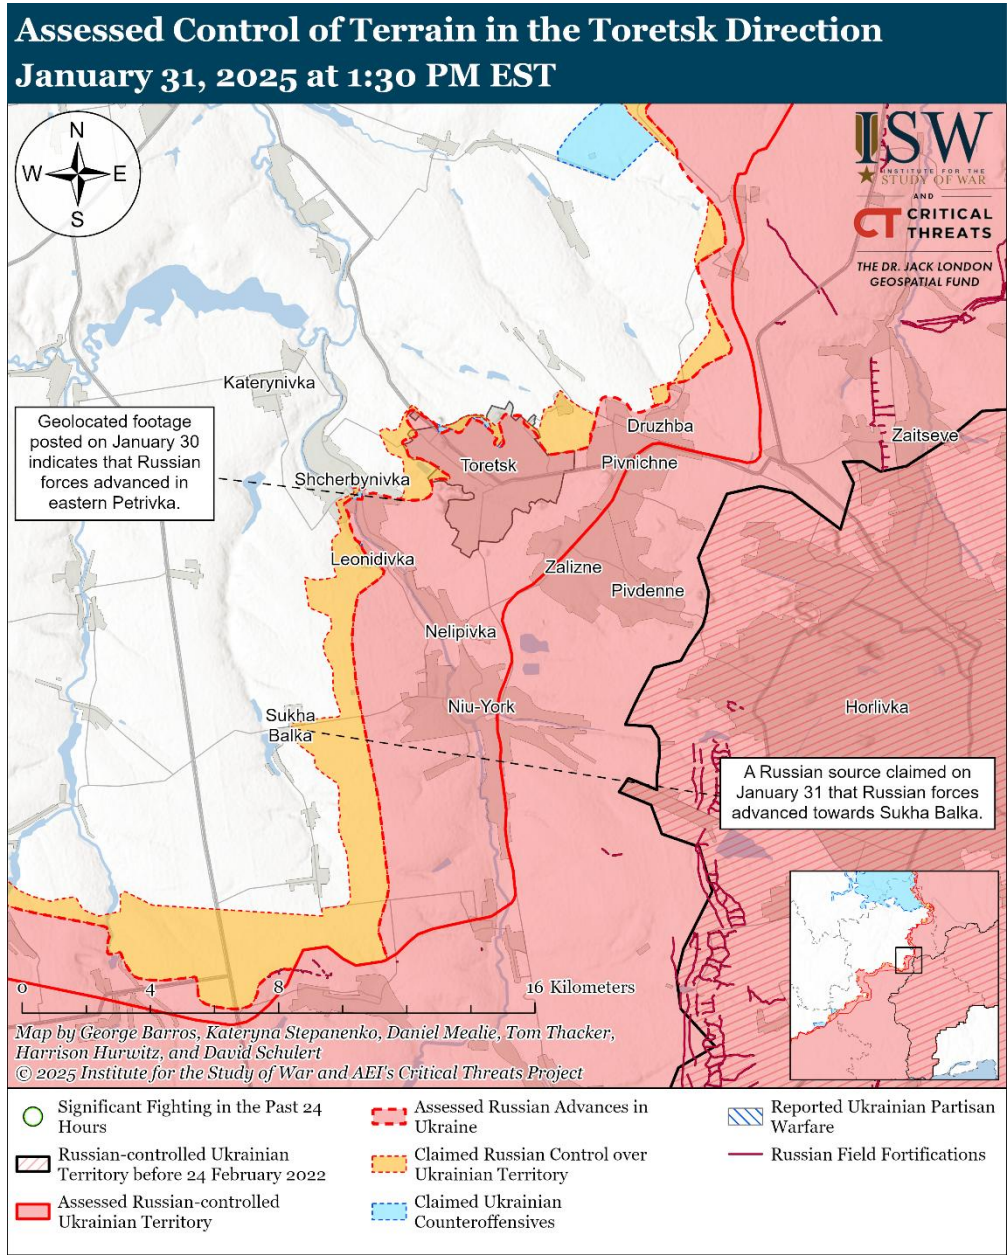 Assessed Control of Terrain in the Toretsk Direction
January 31, 2025 at 1:30 PM EST
N
W
E
S
ISW
INSTITUTE FOR THE
STUDY OF WAR
AND
CT CRITICAL
THREATS
THE DR. JACK LONDON
GEOSPATIAL FUND
Katerynivka
Geolocated footage
posted on January 30
indicates that Russian
forces advanced in
eastern Petrivka.
Druzhba
Zaitseve
Toretsk
Pivnichne
Shcherbynivka
Leonidivka
Zalizne
Pivdenne
Nelipivka
Niu-York
Horlivka
Sukha
Balka
A Russian source claimed on
January 31 that Russian forces
advanced towards Sukha Balka.
0
4
8
16 Kilometers
Map by George Barros, Kateryna Stepanenko, Daniel Mealie, Tom Thacker,
Harrison Hurwitz, and David Schulert
© 2025 Institute for the Study of War and AEI's Critical Threats Project
Significant Fighting in the Past 24
Hours
Russian-controlled Ukrainian
Territory before 24 February 2022
Assessed Russian-controlled
Ukrainian Territory
Assessed Russian Advances in
Ukraine
Claimed Russian Control over
Ukrainian Territory
Claimed Ukrainian
Counteroffensives
Reported Ukrainian Partisan
Warfare
Russian Field Fortifications